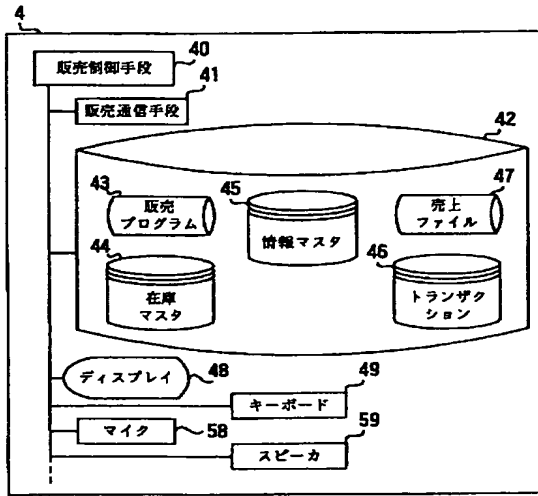 4
販売制御手段
40
41
販売通信手段
42
43
販売
プログラム
45
情報マスタ
47
売上
ファイル
44
在庫
マスタ
46
トランザク
ション
ディスプレイ
48
49
キーボード
マイク
58
59
スピーカ